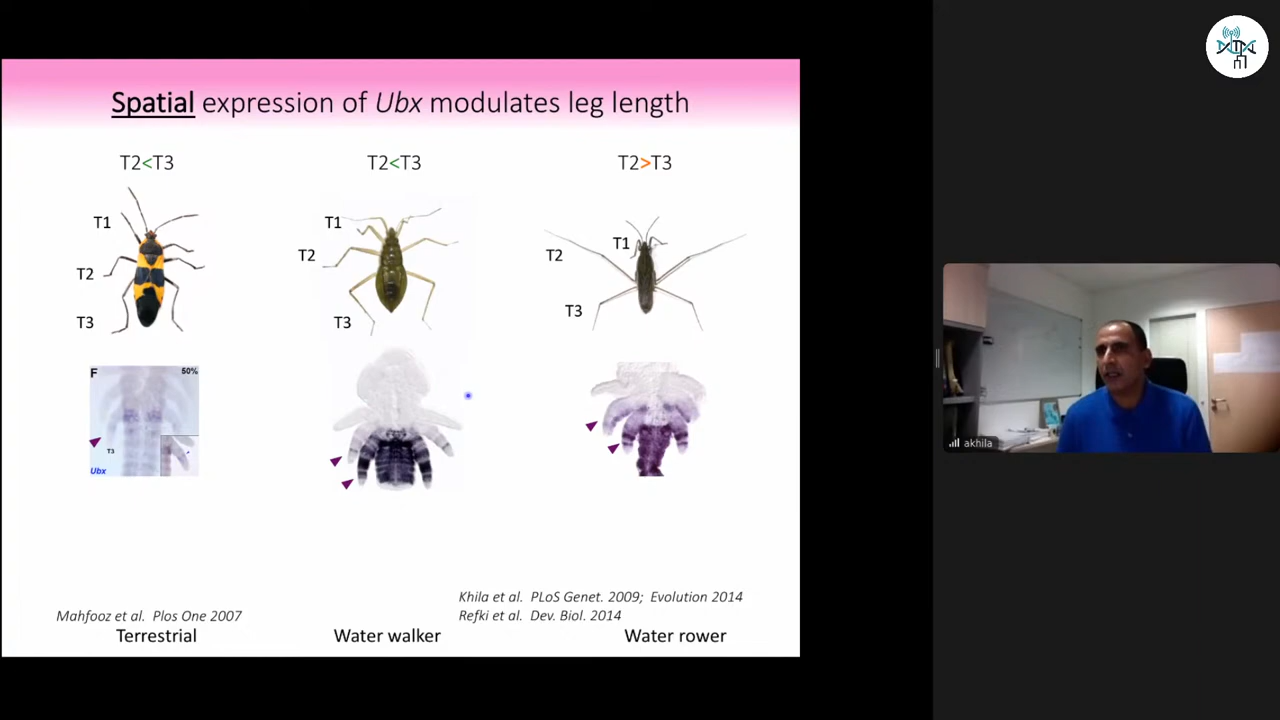 Spatial expression of Ubx modulates leg length
T2<T3
T2<T3
T2>T3
T1
T2
T3
T1
T2
T3
T1
T2
T3
F
50%
T3
Ubx
Mahfooz et al. Plos One 2007
Khila et al. PLoS Genet. 2009; Evolution 2014
Refki et al. Dev. Biol. 2014
Terrestrial
Water walker
Water rower
akhila